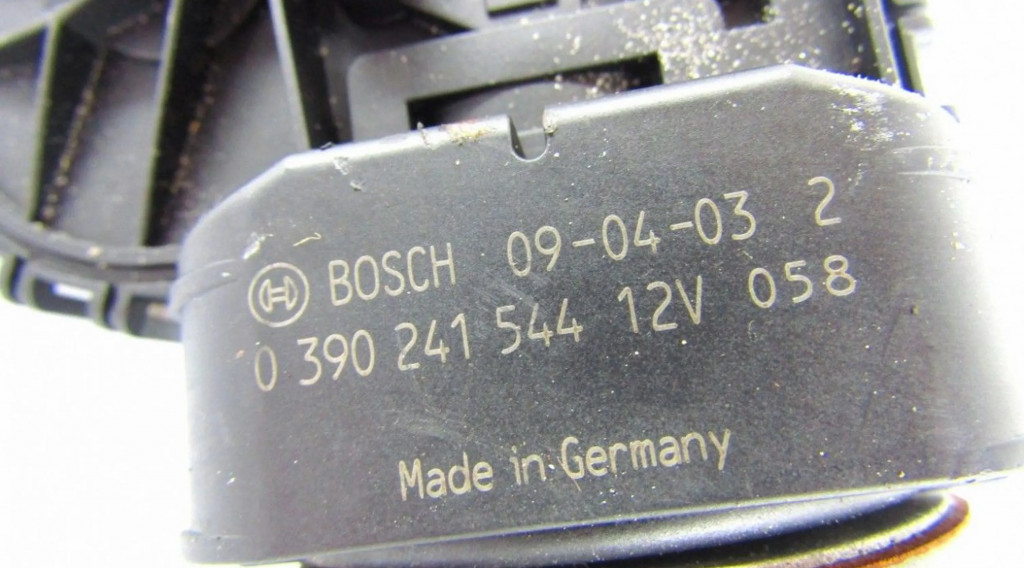 BOSCH 09-04-03 2
0 390 241 544 12V 058
Made in Germany